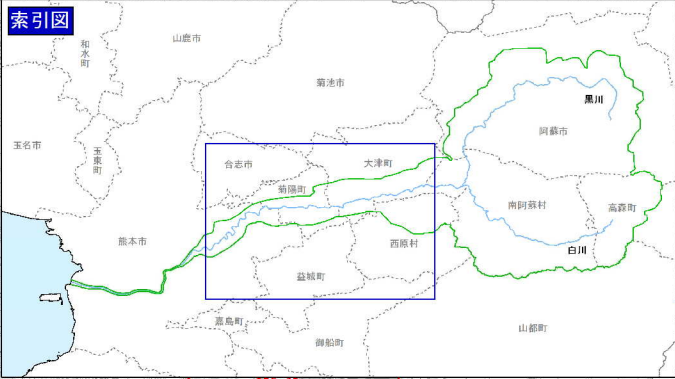 索引図
和水町
山鹿市
菊池市
黒川
阿蘇市
玉名市
玉東町
合志市
大津町
菊陽町
南阿蘇村
高森町
熊本市
西原村
白川
益城町
嘉島町
御船町
山都町